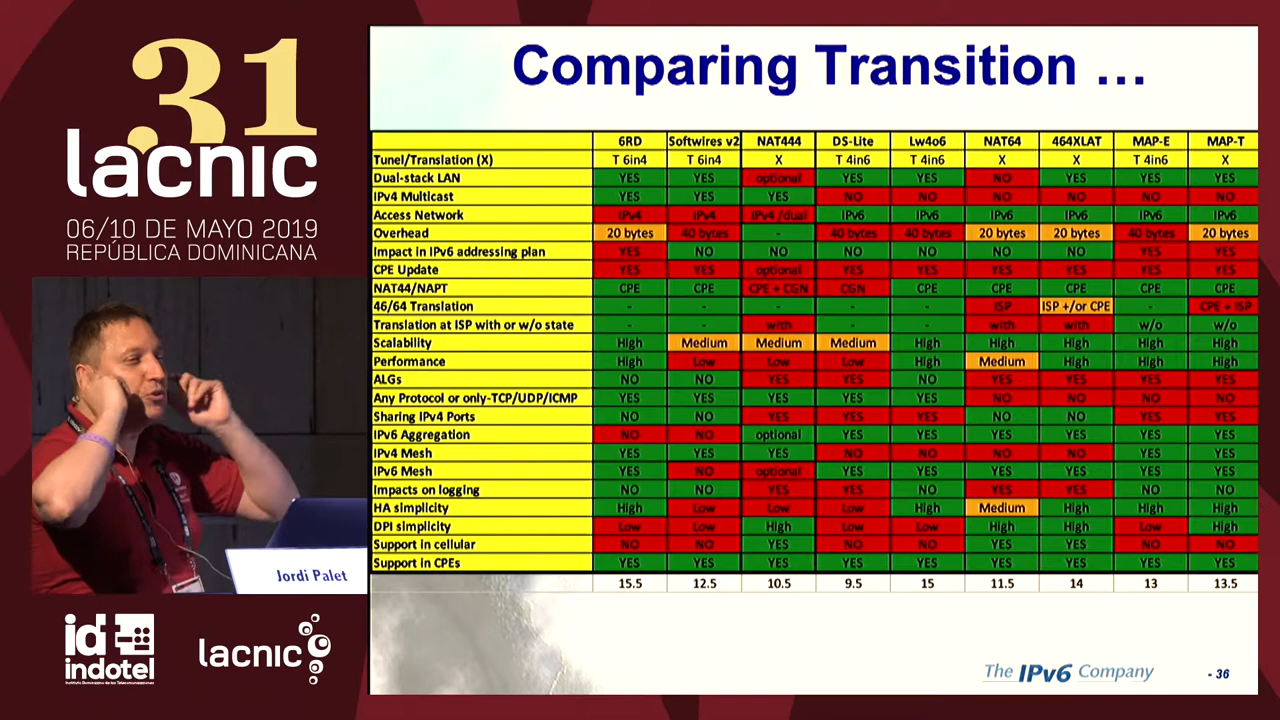 31
lacnic
06/10 DE MAYO 2019
REPÚBLICA DOMINICANA
Jordi Palet
id
indotel
lacnic
Comparing Transition ...
6RD Softwires v2 NAT444 DS-Lite Lw4o6 NAT64 464XLAT MAP-E MAP-T
Tunel/Translation (X) T 6in4 T 6in4 X T 4in6 T 4in6 X X T 4in6 X
Dual-stack LAN YES YES optional YES YES NO YES YES YES
IPv4 Multicast YES YES YES NO NO NO NO NO NO
Access Network IPv4 IPv4 IPv4 /dual IPv6 IPv6 IPv6 IPv6 IPv6 IPv6
Overhead 20 bytes 40 bytes - 40 bytes 40 bytes 20 bytes 20 bytes 40 bytes 20 bytes
Impact in IPv6 addressing plan YES NO NO NO NO NO NO YES YES
CPE Update YES YES optional YES YES YES YES YES YES
NAT44/NAPT CPE CPE CPE + CGN CGN CPE CPE CPE CPE CPE
46/64 Translation - - - - - ISP ISP +/or CPE - CPE + ISP
Translation at ISP with or w/o state - - with - - with with w/o w/o
Scalability High Medium Medium Medium High High High High High
Performance High Low Low Low High Medium High High High
ALGs NO NO YES YES NO YES YES YES YES
Any Protocol or only-TCP/UDP/ICMP YES YES YES YES YES NO NO NO NO
Sharing IPv4 Ports NO NO YES YES YES NO NO YES YES
IPv6 Aggregation NO NO optional YES YES YES YES YES YES
IPv4 Mesh YES YES YES NO NO NO NO YES YES
IPv6 Mesh YES NO optional YES YES YES YES YES YES
Impacts on logging NO NO YES YES NO YES YES NO NO
HA simplicity High Low Low Low High Medium High High High
DPI simplicity Low Low High Low Low High High Low High
Support in cellular NO NO YES NO NO YES YES NO NO
Support in CPEs YES YES YES YES YES YES YES YES YES
15.5 12.5 10.5 9.5 15 11.5 14 13 13.5
The IPv6 Company
- 36